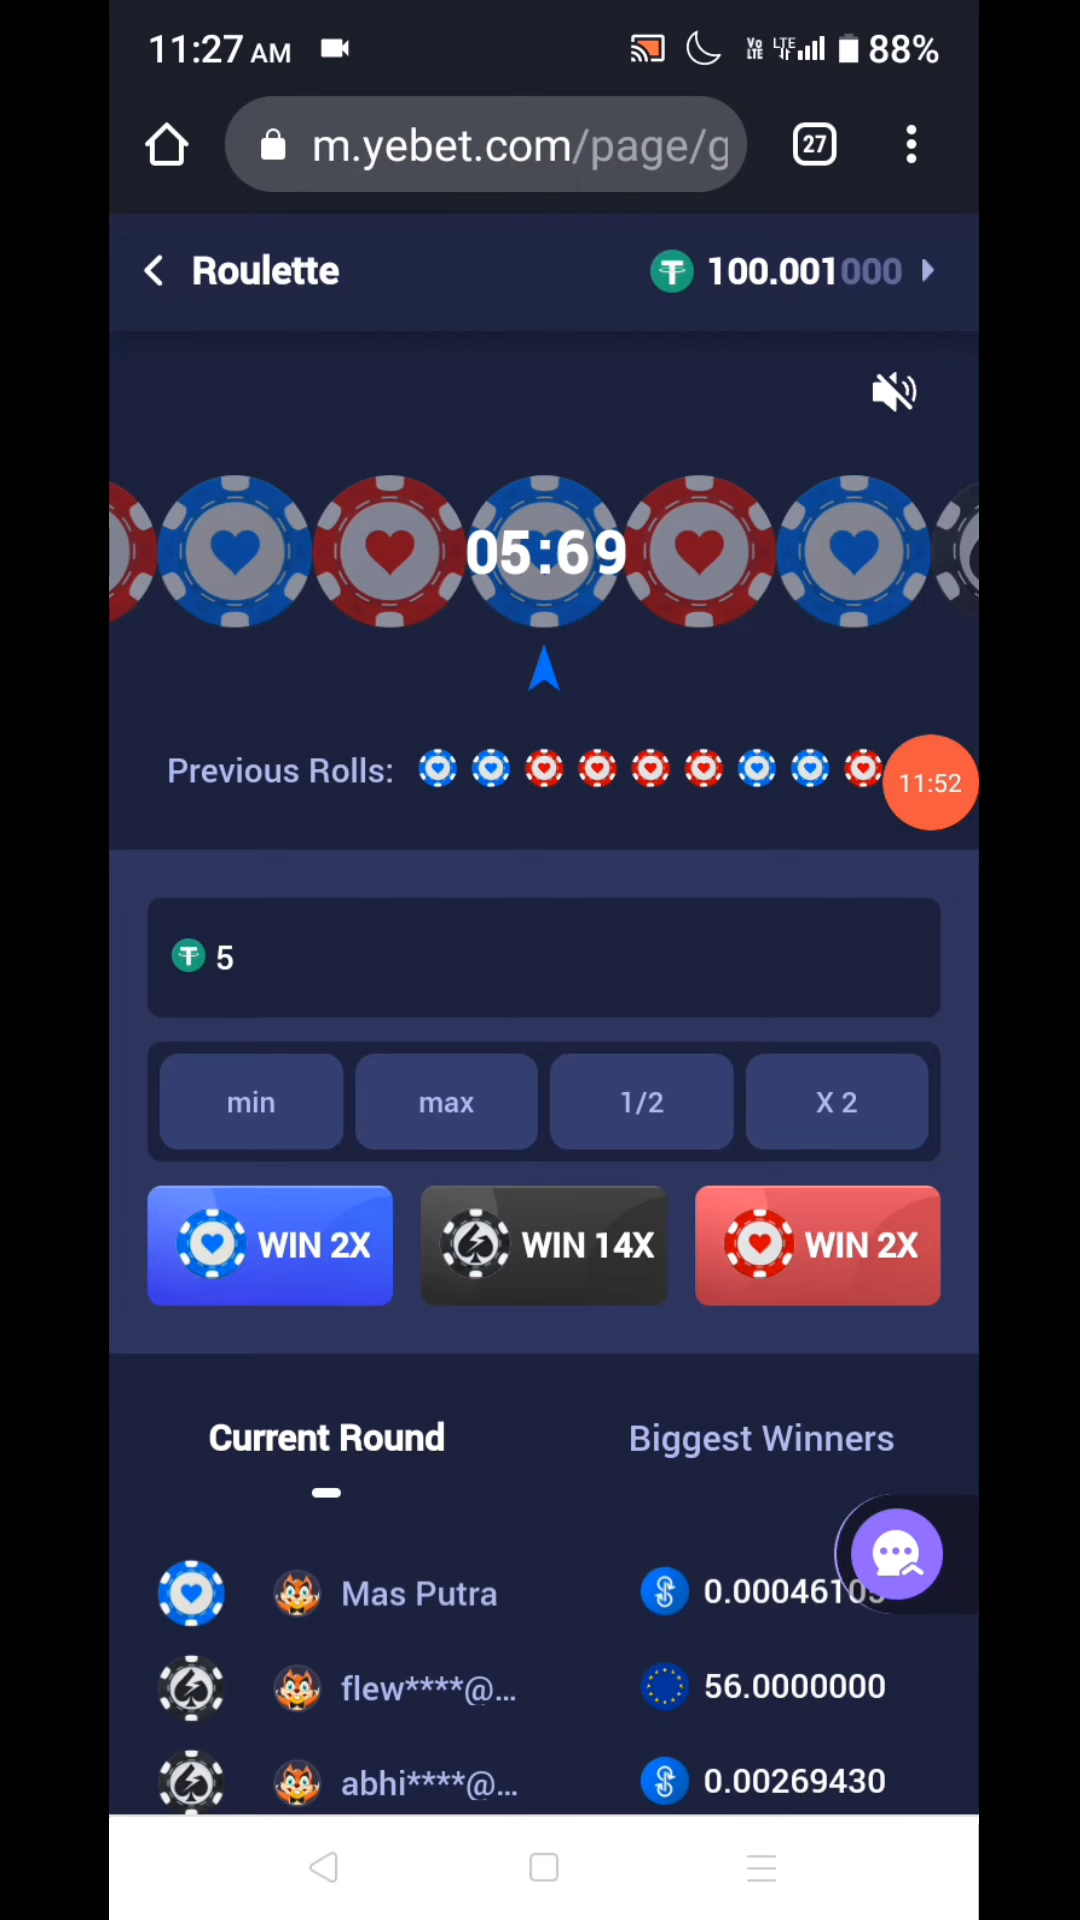 11:27 AM VoLTE LTE 88%
m.yebet.com/page/g 27
Roulette 100.001000
05:69
Previous Rolls: 11:52
5
min max 1/2 X 2
WIN 2X WIN 14X WIN 2X
Current Round Biggest Winners
Mas Putra 0.0004610
flew****@... 56.0000000
abhi****@... 0.00269430